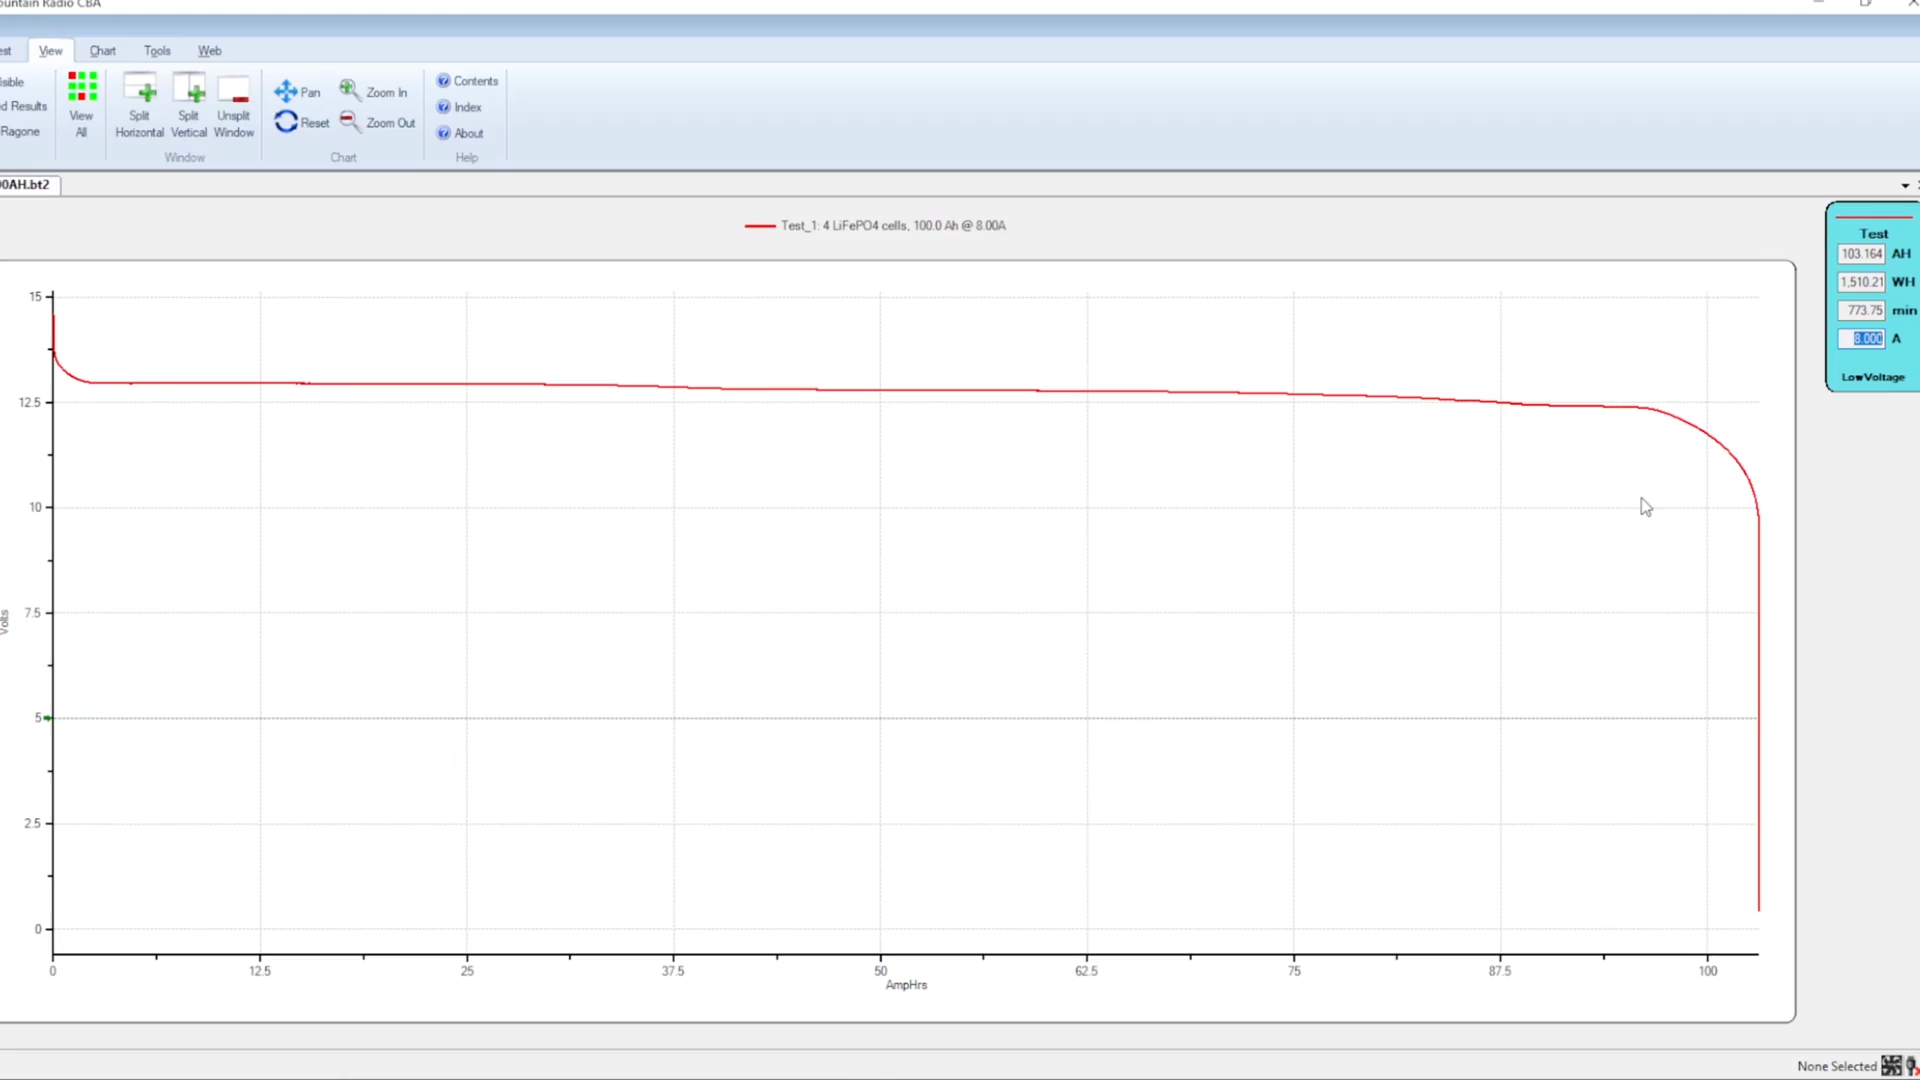 ountain Radio CBA
est View Chart Tools Web
isible
d Results
Ragone
View All
Split Horizontal
Split Vertical
Unsplit Window
Window
Pan
Zoom In
Reset
Zoom Out
Chart
Contents
Index
About
Help
00AH.bt2
Test_1: 4 LiFePO4 cells, 100.0 Ah @ 8.00A
Test
103.164 AH
1,510.21 WH
773.75 min
8.000 A
LowVoltage
15
12.5
10
7.5
Volts
5
2.5
0
0 12.5 25 37.5 50 62.5 75 87.5 100
AmpHrs
None Selected